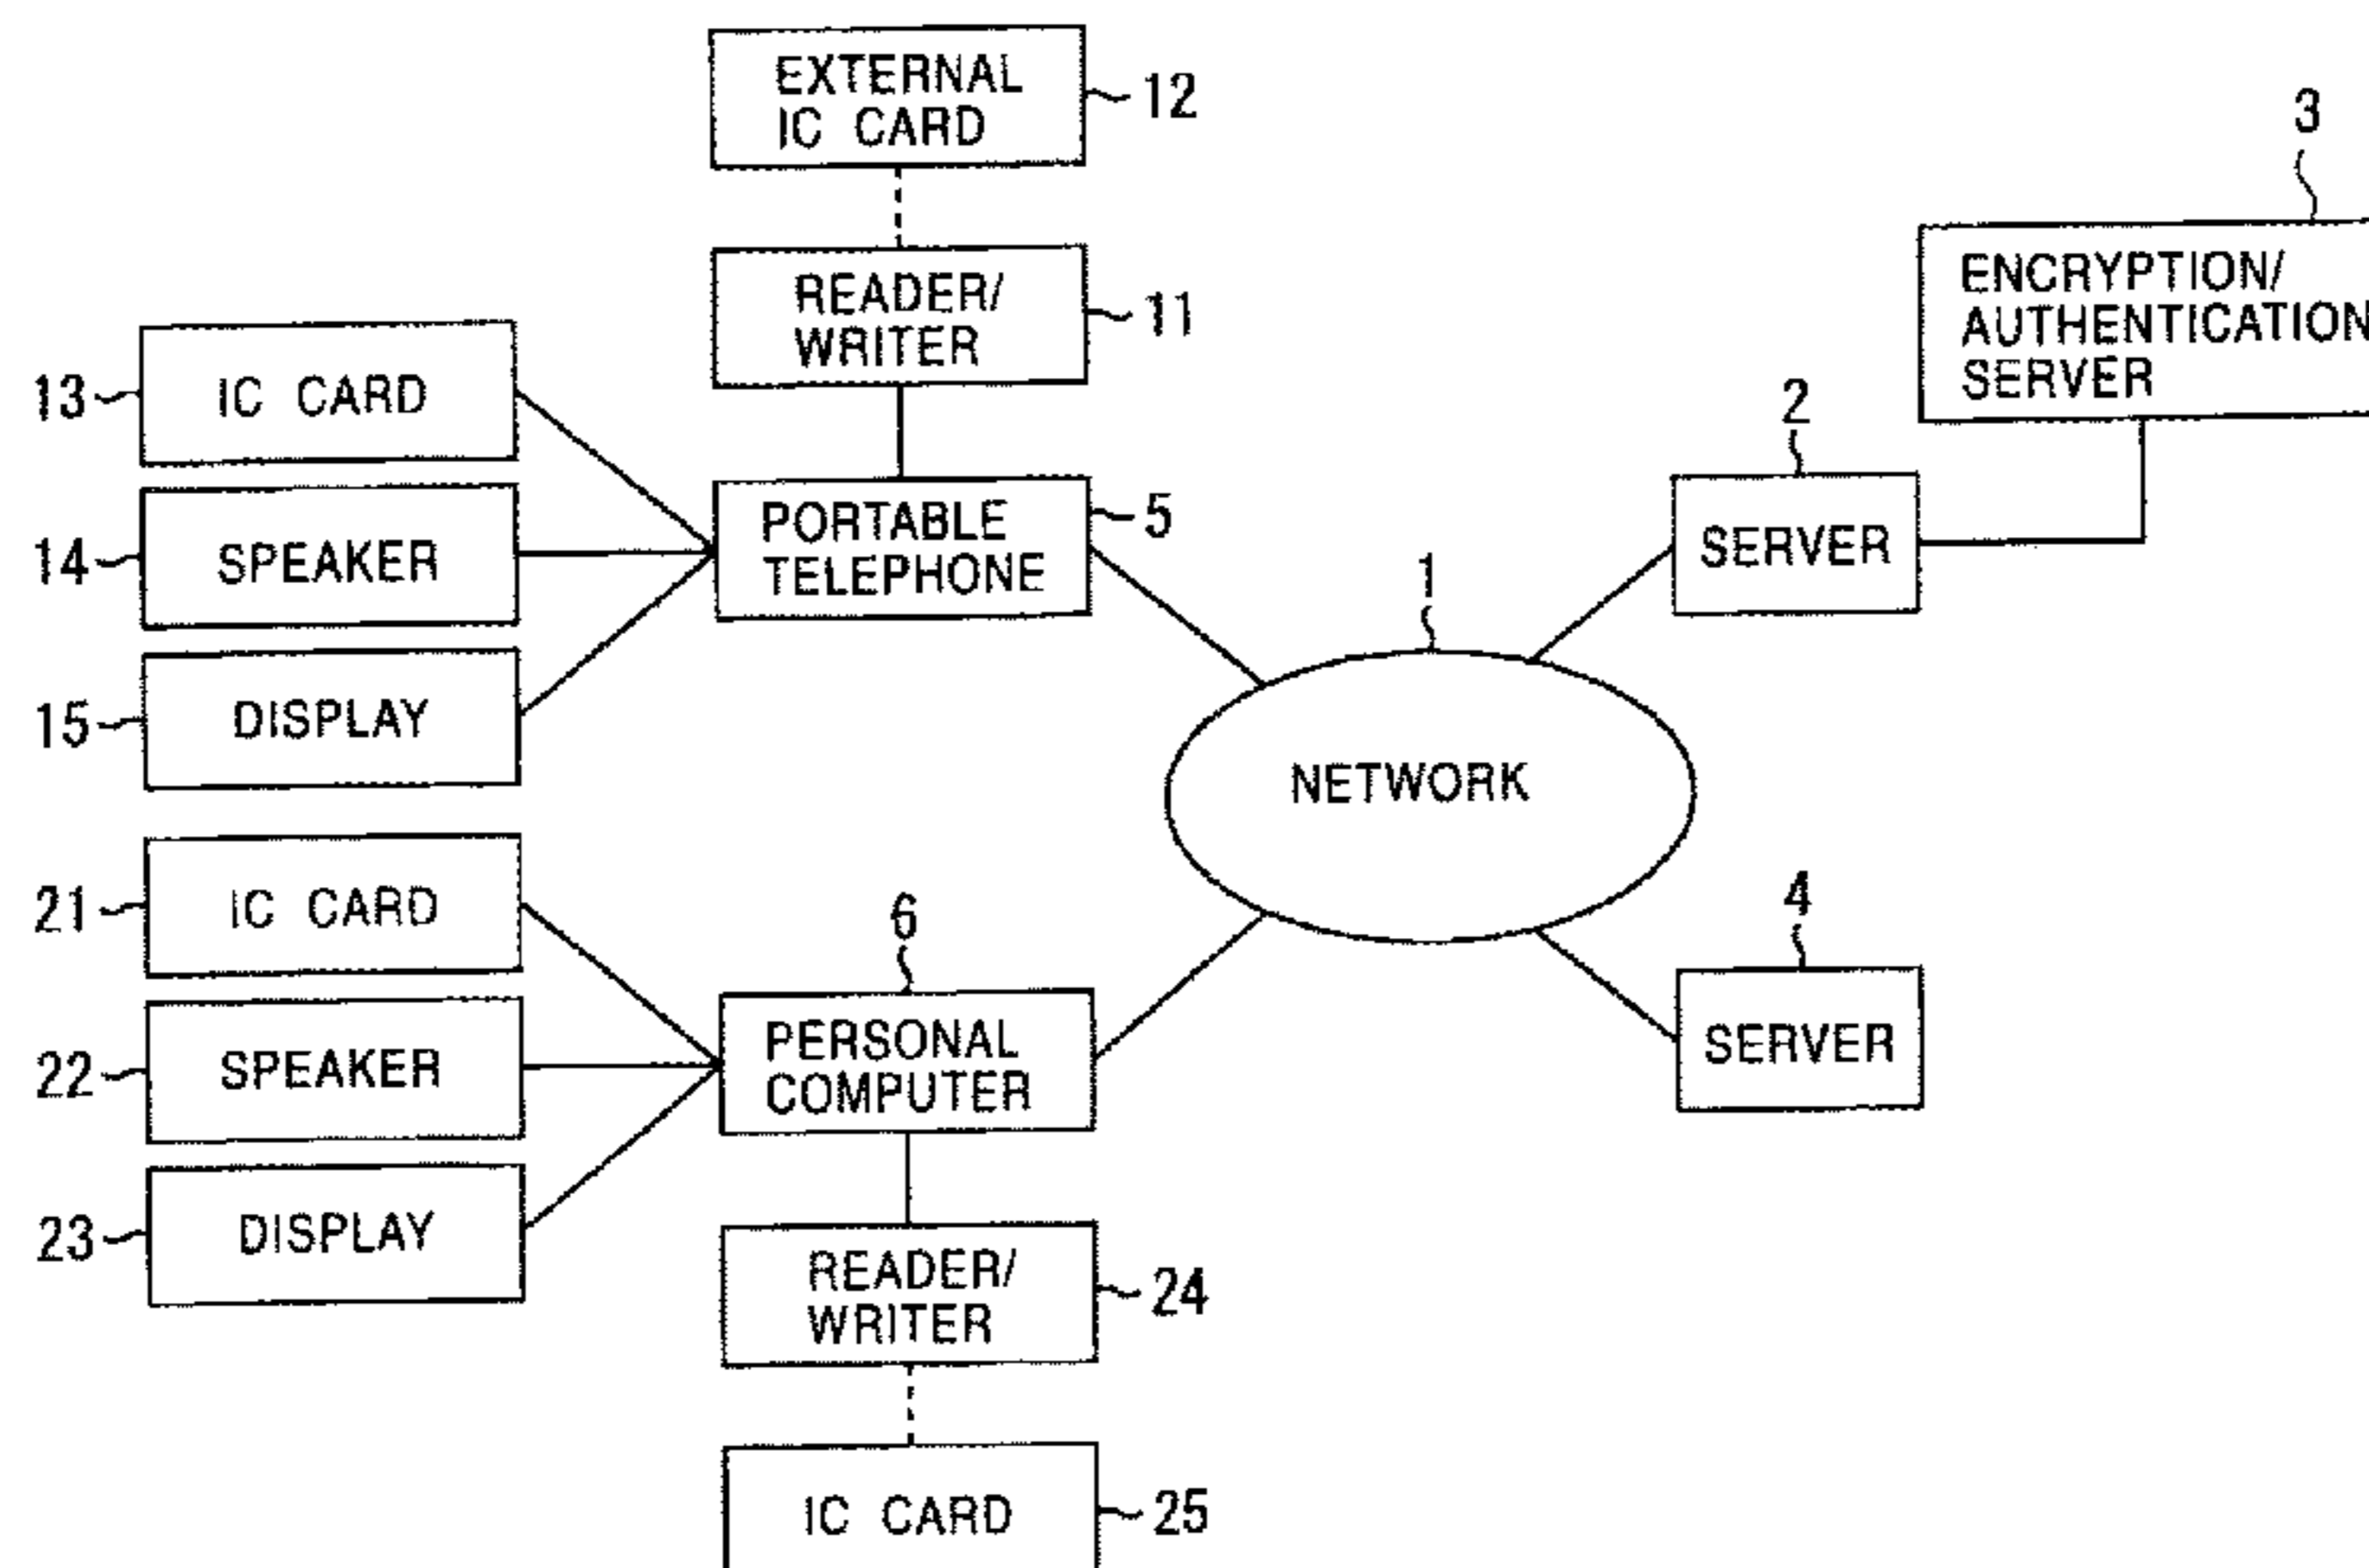 EXTERNAL
IC CARD
12
3
READER/
WRITER
11
ENCRYPTION/
AUTHENTICATION
SERVER
13
IC CARD
2
PORTABLE
TELEPHONE
5
SERVER
14
SPEAKER
1
15
DISPLAY
NETWORK
21
IC CARD
6
4
PERSONAL
COMPUTER
SERVER
22
SPEAKER
23
DISPLAY
READER/
WRITER
24
IC CARD
25